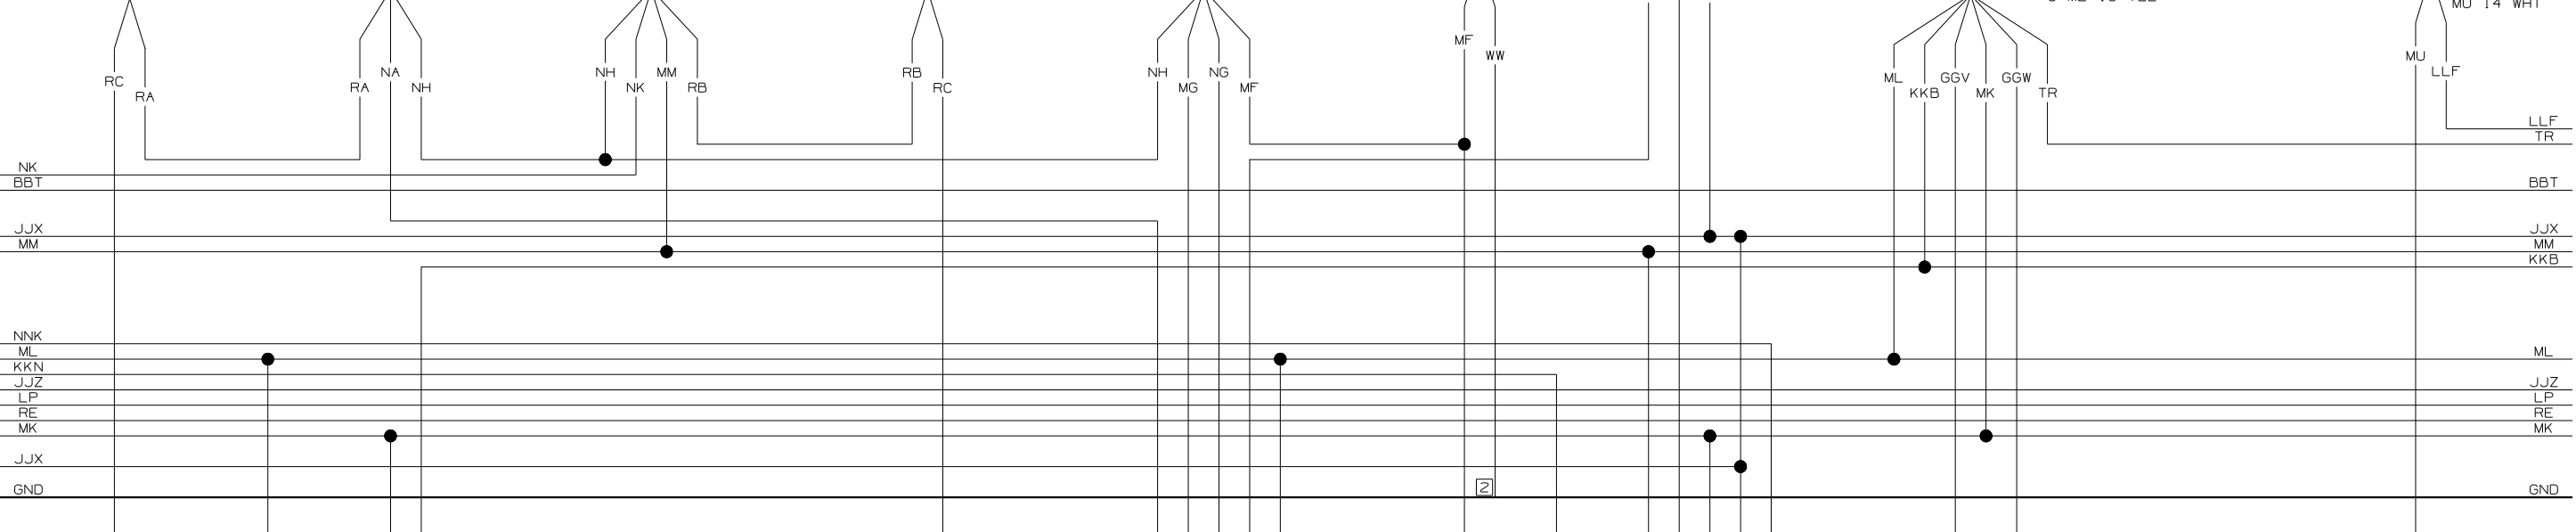 MU 14 WHT
MF
WW
MU
RC
RA
RA
NA
NH
NH
NK
MM
RB
RB
RC
NH
MG
NG
MF
ML
KKB
GGV
MK
GGW
TR
LLF
LLF
TR
NK
BBT
BBT
JJX
JJX
MM
MM
KKB
NNK
ML
ML
KKN
JJZ
JJZ
LP
LP
RE
RE
MK
MK
JJX
2
GND
GND